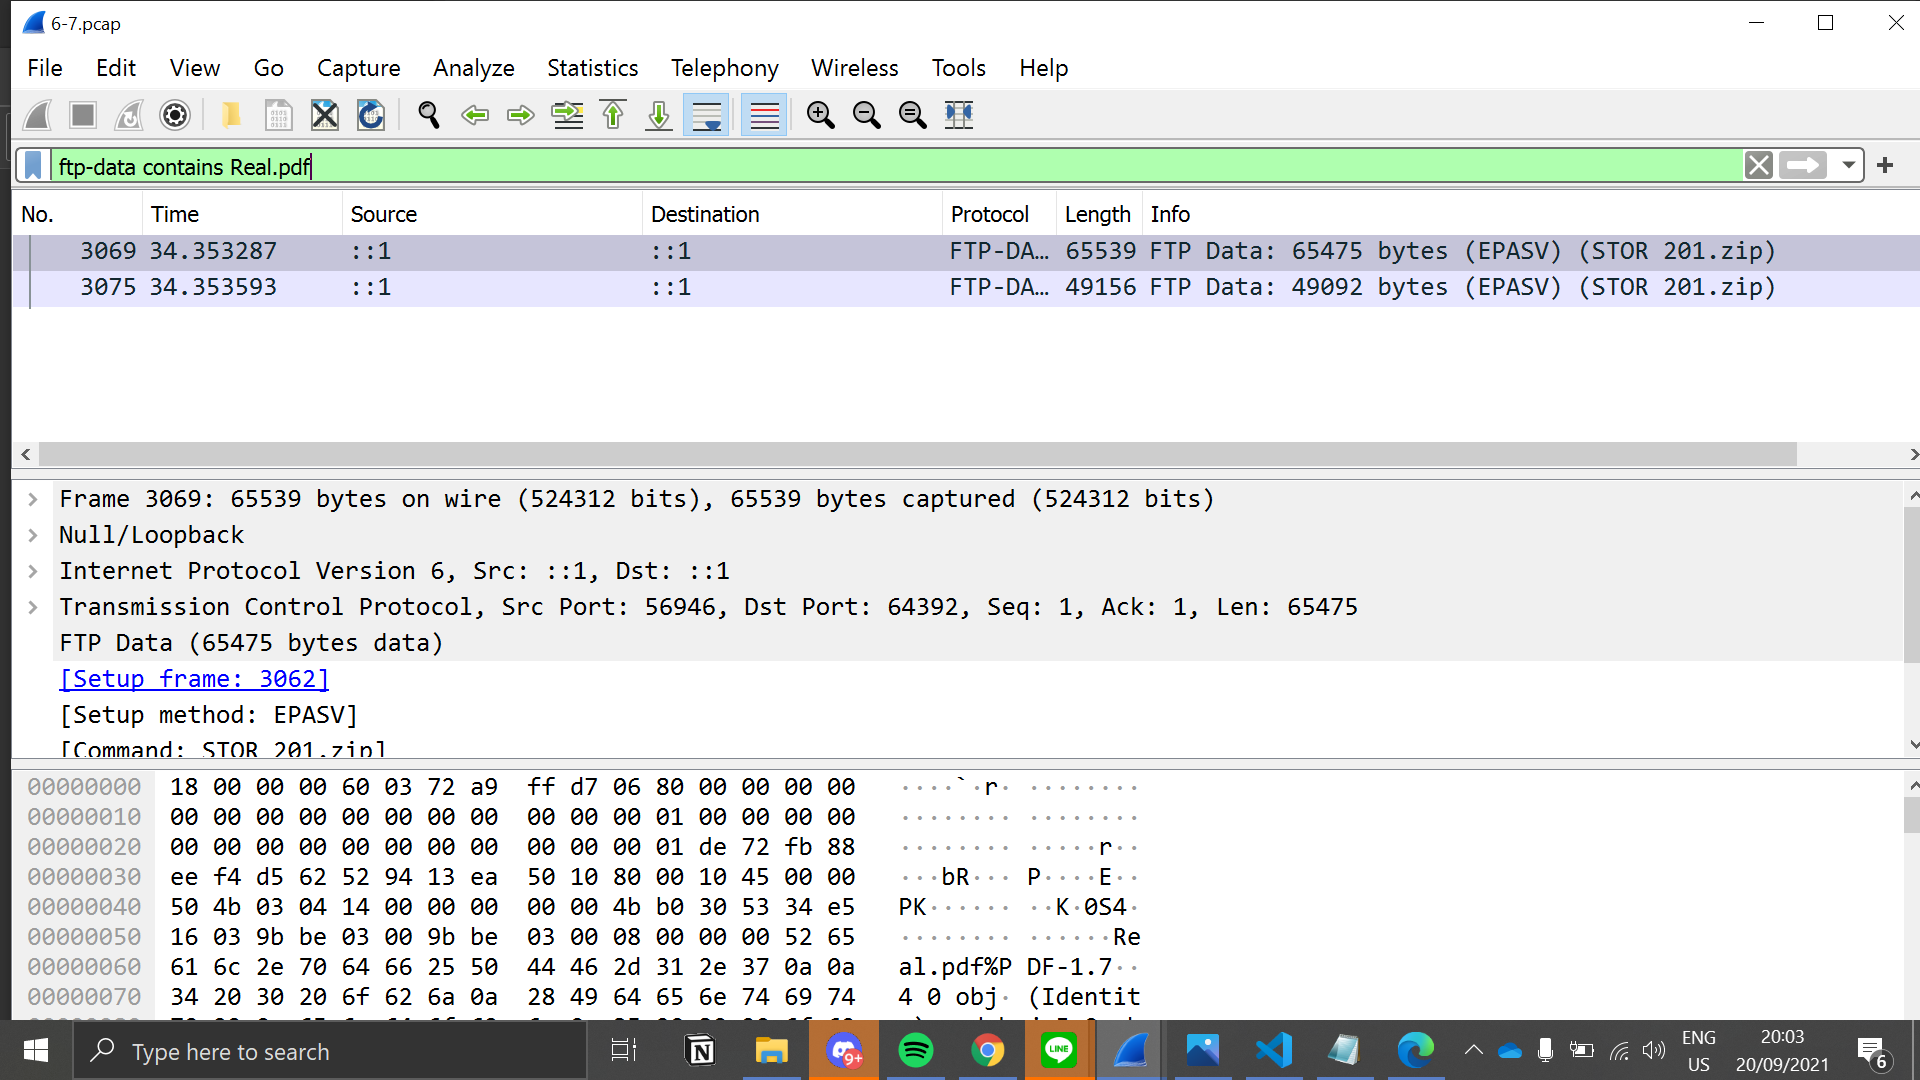 6-7.pcap
File Edit View Go Capture Analyze Statistics Telephony Wireless Tools Help
ftp-data contains Real.pdf
No. Time Source Destination Protocol Length Info
3069 34.353287 ::1 ::1 FTP-DA… 65539 FTP Data: 65475 bytes (EPASV) (STOR 201.zip)
3075 34.353593 ::1 ::1 FTP-DA… 49156 FTP Data: 49092 bytes (EPASV) (STOR 201.zip)
Frame 3069: 65539 bytes on wire (524312 bits), 65539 bytes captured (524312 bits)
Null/Loopback
Internet Protocol Version 6, Src: ::1, Dst: ::1
Transmission Control Protocol, Src Port: 56946, Dst Port: 64392, Seq: 1, Ack: 1, Len: 65475
FTP Data (65475 bytes data)
[Setup frame: 3062]
[Setup method: EPASV]
[Command: STOR 201.zip]
00000000 18 00 00 00 60 03 72 a9 ff d7 06 80 00 00 00 00 ····`·r· ········
00000010 00 00 00 00 00 00 00 00 00 00 00 01 00 00 00 00 ········ ········
00000020 00 00 00 00 00 00 00 00 00 00 00 01 de 72 fb 88 ········ ·····r··
00000030 ee f4 d5 62 52 94 13 ea 50 10 80 00 10 45 00 00 ···bR··· P····E··
00000040 50 4b 03 04 14 00 00 00 00 00 4b b0 30 53 34 e5 PK······ ··K·0S4·
00000050 16 03 9b be 03 00 9b be 03 00 08 00 00 00 52 65 ········ ······Re
00000060 61 6c 2e 70 64 66 25 50 44 46 2d 31 2e 37 0a 0a al.pdf%P DF-1.7··
00000070 34 20 30 20 6f 62 6a 0a 28 49 64 65 6e 74 69 74 4 0 obj· (Identit
Type here to search
9+
LINE
ENG
US
20:03
20/09/2021
6